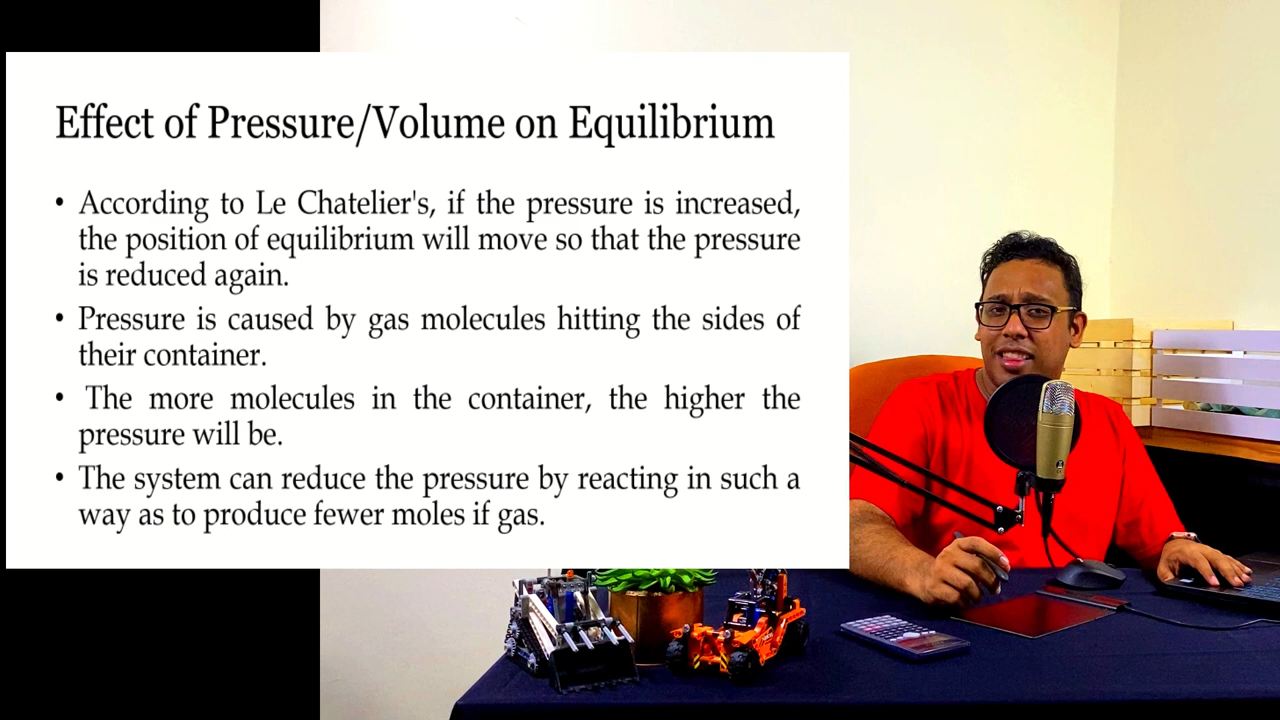 Effect of Pressure/Volume on Equilibrium
• According to Le Chatelier's, if the pressure is increased,
the position of equilibrium will move so that the pressure
is reduced again.
• Pressure is caused by gas molecules hitting the sides of
their container.
• The more molecules in the container, the higher the
pressure will be.
• The system can reduce the pressure by reacting in such a
way as to produce fewer moles if gas.